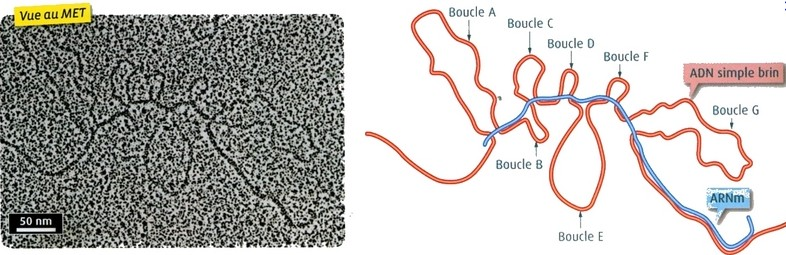 Vue au MET
50 nm
Boucle A
Boucle C
Boucle D
Boucle F
ADN simple brin
Boucle G
Boucle B
ARNm
Boucle E